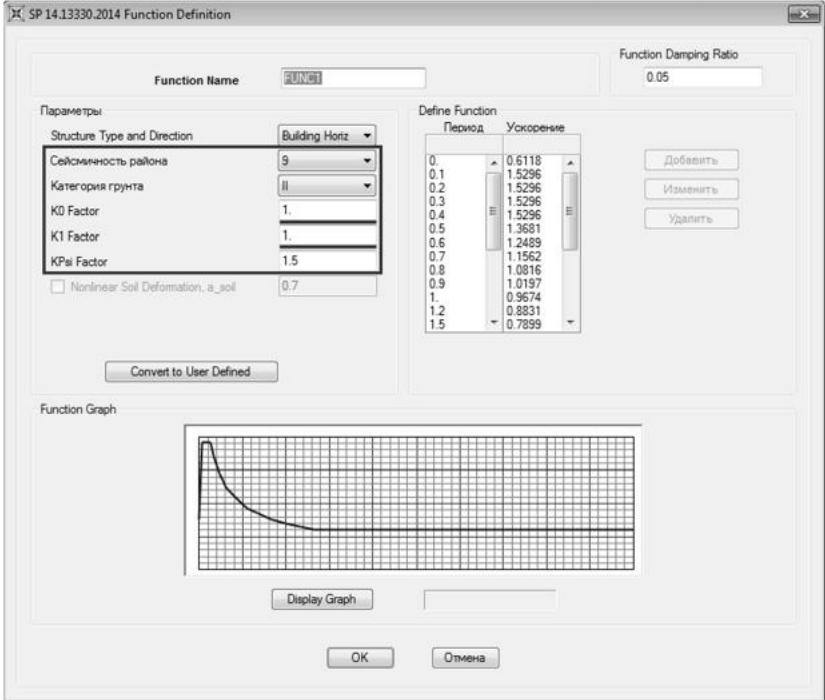 SP 14.13330.2014 Function Definition
Function Name
FUNC1
Function Damping Ratio
0.05
Параметры
Structure Type and Direction
Building Horiz
Сейсмичность района
9
Категория грунта
II
K0 Factor
1.
K1 Factor
1.
KPsi Factor
1.5
Nonlinear Soil Deformation, a_soil
0.7
Convert to User Defined
Define Function
Период Ускорение
0. 0.6118
0.1 1.5296
0.2 1.5296
0.3 1.5296
0.4 1.5296
0.5 1.3681
0.6 1.2489
0.7 1.1562
0.8 1.0816
0.9 1.0197
1. 0.9674
1.2 0.8831
1.5 0.7899
Добавить
Изменить
Удалить
Function Graph
Display Graph
OK
Отмена